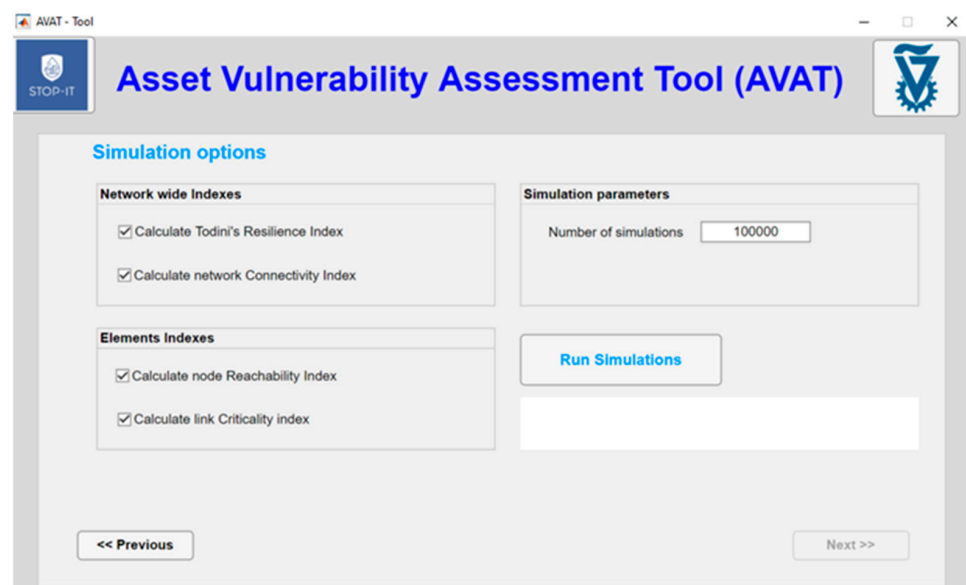 AVAT - Tool
STOP-IT
Asset Vulnerability Assessment Tool (AVAT)
Simulation options
Network wide Indexes
Calculate Todini's Resilience Index
Calculate network Connectivity Index
Simulation parameters
Number of simulations 100000
Elements Indexes
Calculate node Reachability Index
Calculate link Criticality index
Run Simulations
<< Previous
Next >>